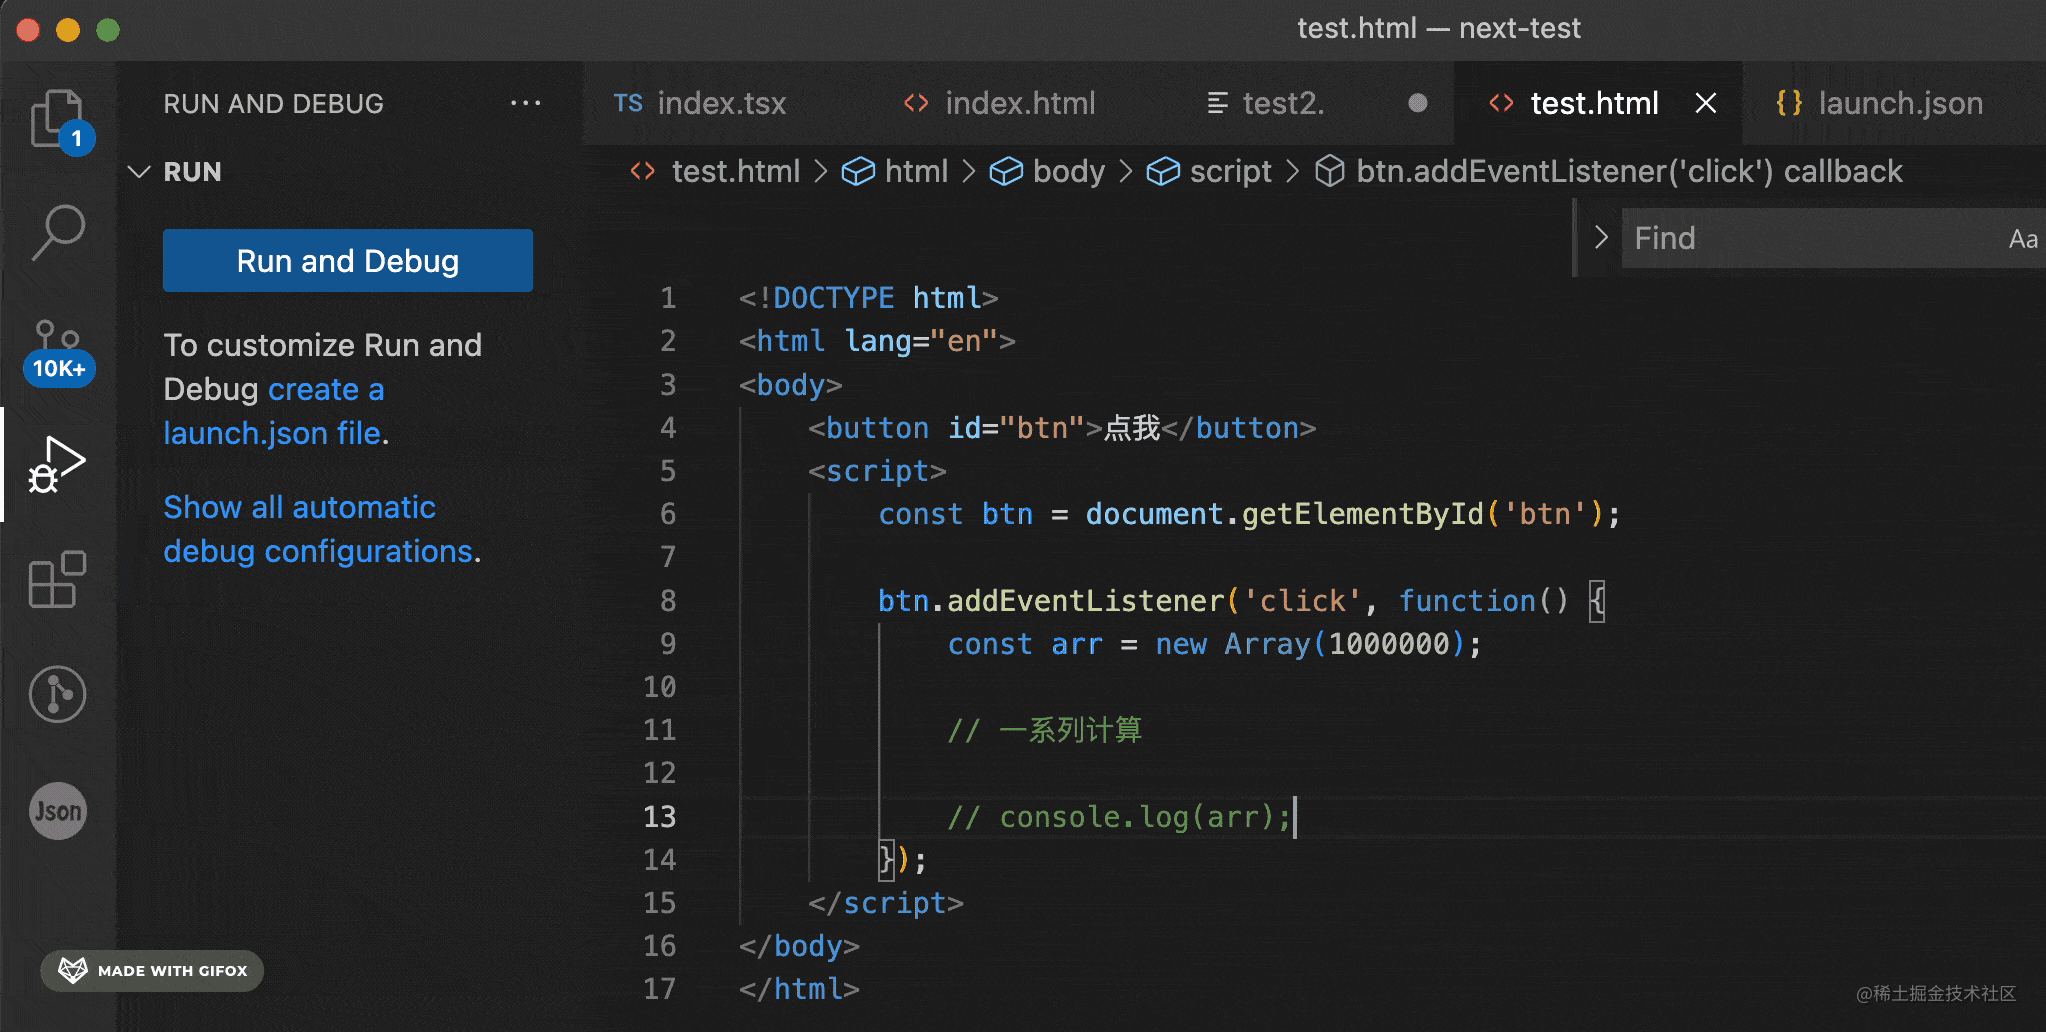 test.html — next-test
RUN AND DEBUG ···
TS index.tsx <> index.html test2. <> test.html {} launch.json
1
RUN
<> test.html > html > body > script > btn.addEventListener('click') callback
Find Aa
Run and Debug
To customize Run and
Debug create a
launch.json file.
Show all automatic
debug configurations.
10K+
Json
1 <!DOCTYPE html>
2 <html lang="en">
3 <body>
4 <button id="btn">点我</button>
5 <script>
6 const btn = document.getElementById('btn');
7
8 btn.addEventListener('click', function() {
9 const arr = new Array(1000000);
10
11 // 一系列计算
12
13 // console.log(arr);
14 });
15 </script>
16 </body>
17 </html>
MADE WITH GIFOX
@稀土掘金技术社区